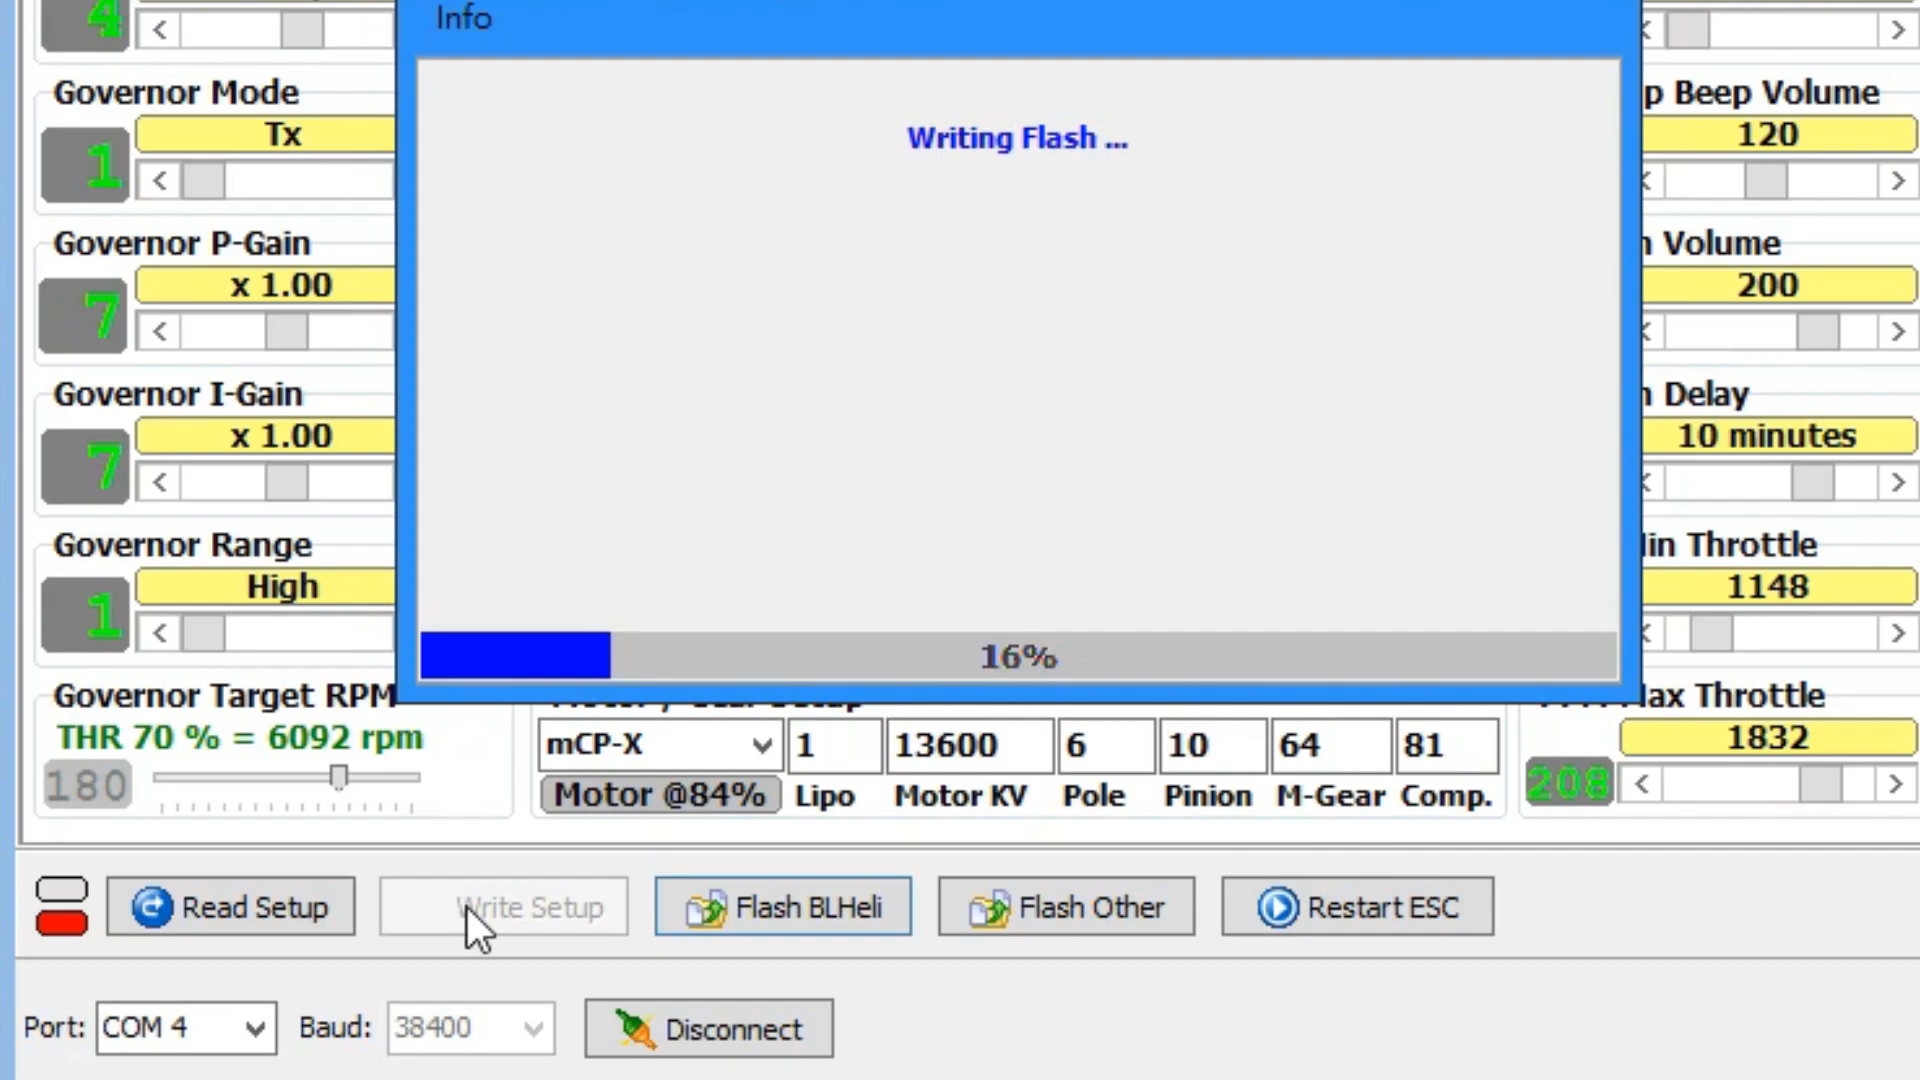 Info
4
Governor Mode
Tx
1
Governor P-Gain
x 1.00
7
Governor I-Gain
x 1.00
7
Governor Range
High
1
Governor Target RPM
THR 70 % = 6092 rpm
180
Writing Flash ...
16%
mCP-X
1
13600
6
10
64
81
Motor @84%
Lipo
Motor KV
Pole
Pinion
M-Gear
Comp.
p Beep Volume
120
n Volume
200
n Delay
10 minutes
in Throttle
1148
ax Throttle
1832
208
Read Setup
Write Setup
Flash BLHeli
Flash Other
Restart ESC
Port:
COM 4
Baud:
38400
Disconnect